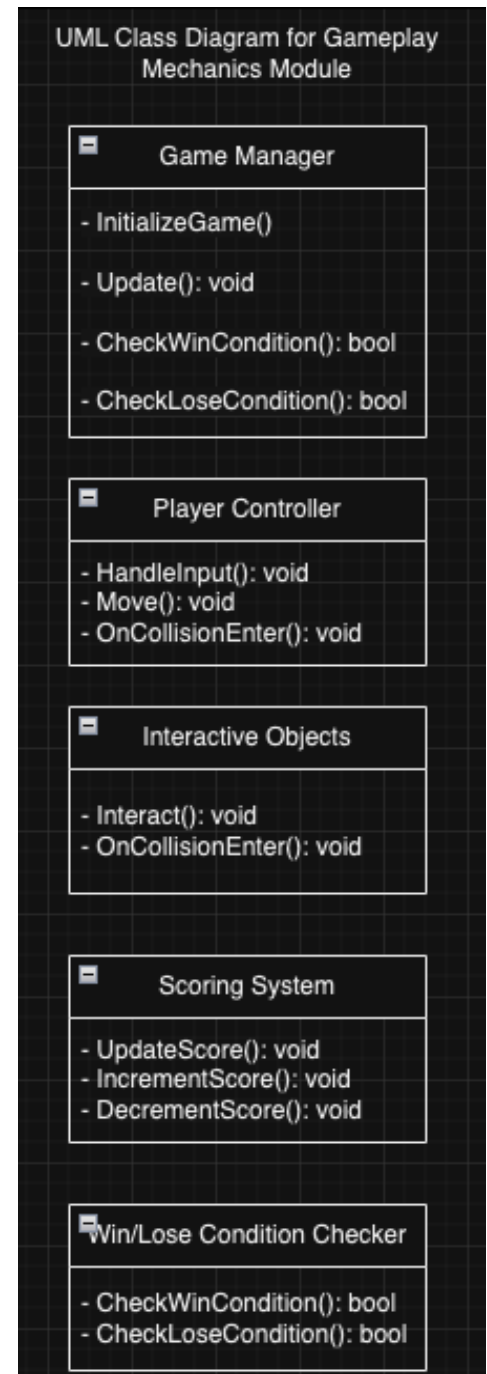 UML Class Diagram for Gameplay
Mechanics Module
Game Manager
- InitializeGame()
- Update(): void
- CheckWinCondition(): bool
- CheckLoseCondition(): bool
Player Controller
- HandleInput(): void
- Move(): void
- OnCollisionEnter(): void
Interactive Objects
- Interact(): void
- OnCollisionEnter(): void
Scoring System
- UpdateScore(): void
- IncrementScore(): void
- DecrementScore(): void
Win/Lose Condition Checker
- CheckWinCondition(): bool
- CheckLoseCondition(): bool